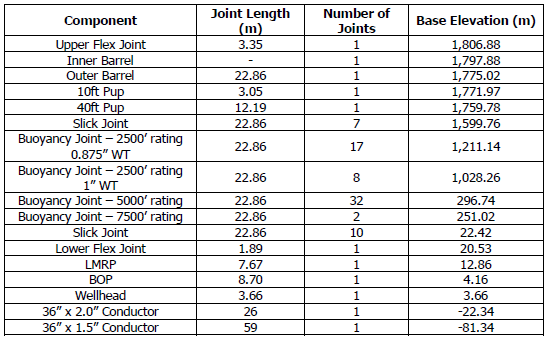 Component Joint Length (m) Number of Joints Base Elevation (m)
Upper Flex Joint 3.35 1 1,806.88
Inner Barrel - 1 1,797.88
Outer Barrel 22.86 1 1,775.02
10ft Pup 3.05 1 1,771.97
40ft Pup 12.19 1 1,759.78
Slick Joint 22.86 7 1,599.76
Buoyancy Joint – 2500’ rating 0.875” WT 22.86 17 1,211.14
Buoyancy Joint – 2500’ rating 1” WT 22.86 8 1,028.26
Buoyancy Joint – 5000’ rating 22.86 32 296.74
Buoyancy Joint – 7500’ rating 22.86 2 251.02
Slick Joint 22.86 10 22.42
Lower Flex Joint 1.89 1 20.53
LMRP 7.67 1 12.86
BOP 8.70 1 4.16
Wellhead 3.66 1 3.66
36” x 2.0” Conductor 26 1 -22.34
36” x 1.5” Conductor 59 1 -81.34